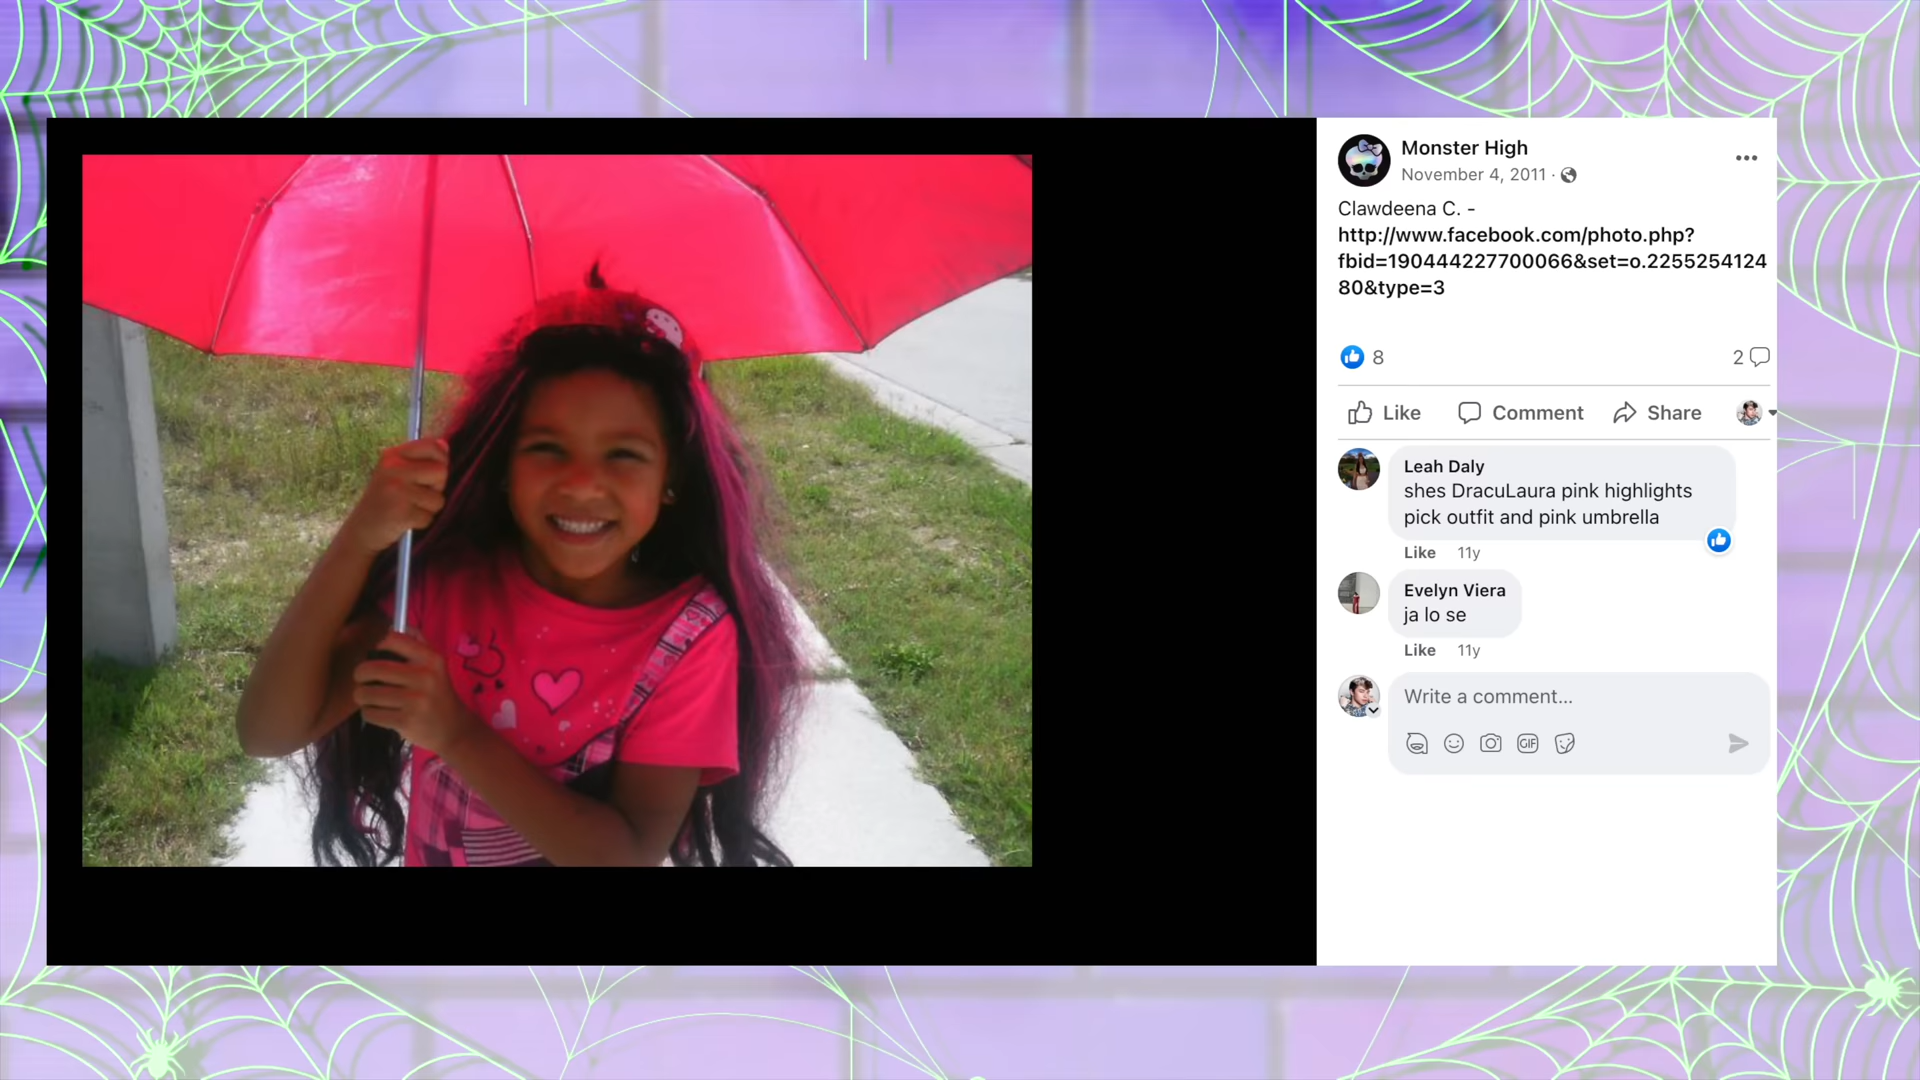 Monster High
November 4, 2011 ·
Clawdeena C. -
http://www.facebook.com/photo.php?
fbid=190444227700066&set=o.2255254124
80&type=3
8
2
Like
Comment
Share
Leah Daly
shes DracuLaura pink highlights
pick outfit and pink umbrella
Like 11y
Evelyn Viera
ja lo se
Like 11y
Write a comment...
GIF